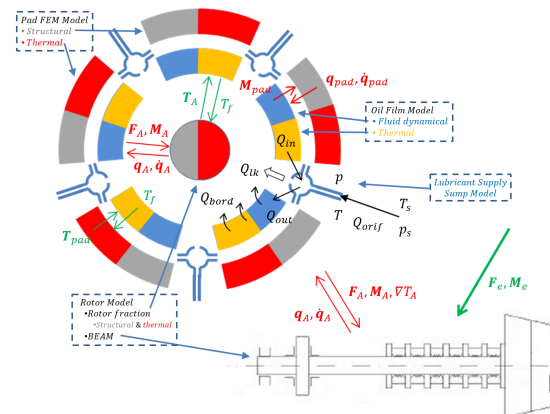 Pad FEM Model
•Structural
•Thermal
M_pad
q_pad, q̇_pad
Oil Film Model
• Fluid dynamical
• Thermal
T_A
T_f
F_A, M_A
q_A, q̇_A
Q_in
Q_lk
p
Lubricant Supply
Sump Model
T_f
Q_bord
Q_out
T
T_s
Q_orif
p_s
T_pad
F_A, M_A, ∇T_A
q_A, q̇_A
F_e, M_e
Rotor Model
•Rotor fraction
•Structural & thermal
•BEAM